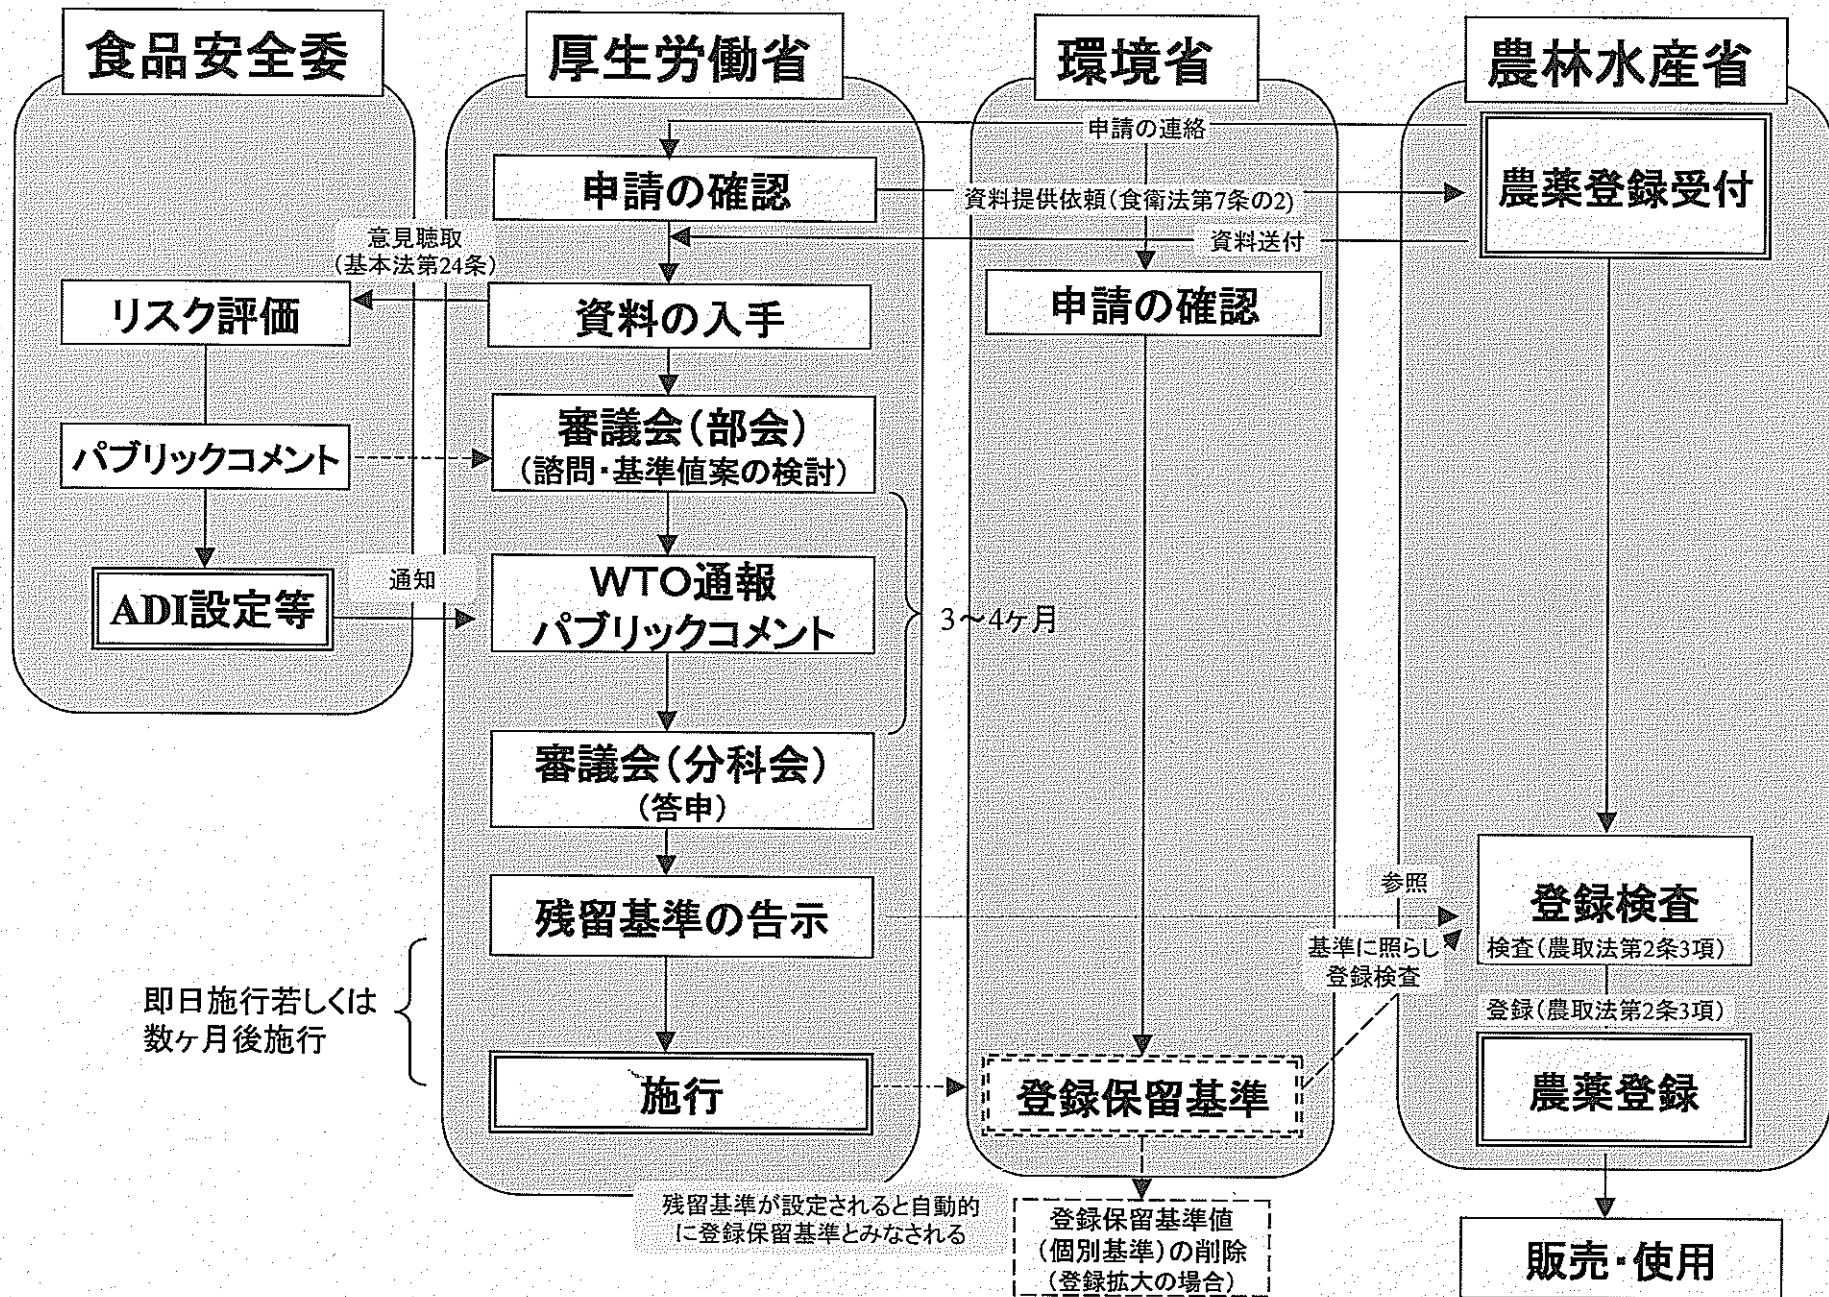 食品安全委
厚生労働省
環境省
農林水産省
申請の連絡
申請の確認
農薬登録受付
資料提供依頼(食衛法第7条の2)
資料送付
意見聴取
(基本法第24条)
リスク評価
資料の入手
申請の確認
審議会(部会)
(諮問・基準値案の検討)
パブリックコメント
WTO通報
パブリックコメント
3~4ヶ月
通知
ADI設定等
審議会(分科会)
(答申)
残留基準の告示
参照
登録検査
検査(農取法第2条3項)
基準に照らし
登録検査
登録(農取法第2条3項)
即日施行若しくは
数ヶ月後施行
施行
登録保留基準
農薬登録
残留基準が設定されると自動的
に登録保留基準とみなされる
登録保留基準値
(個別基準)の削除
(登録拡大の場合)
販売・使用